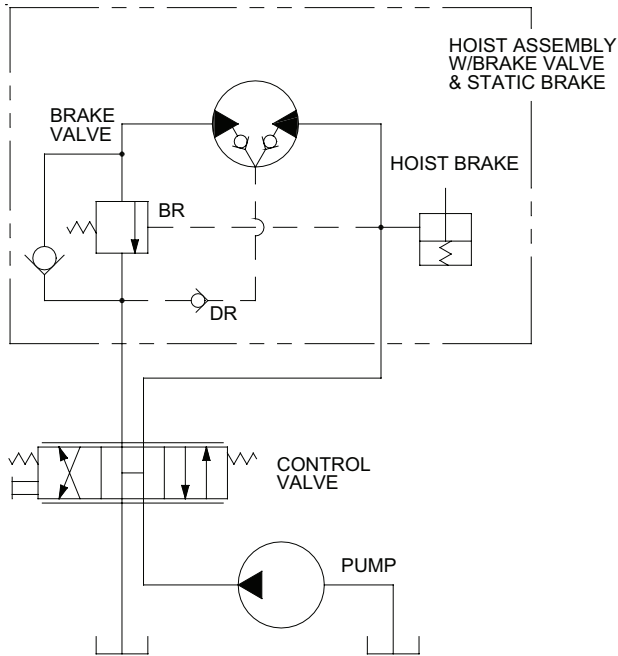 HOIST ASSEMBLY
W/BRAKE VALVE
& STATIC BRAKE
BRAKE
VALVE
HOIST BRAKE
BR
DR
CONTROL
VALVE
PUMP